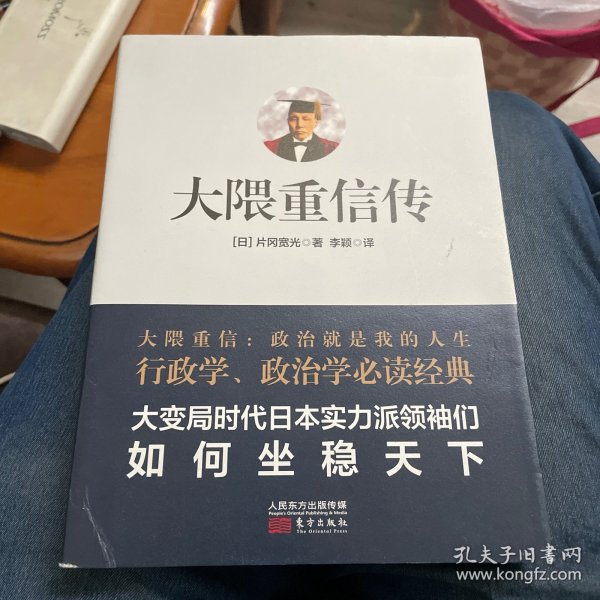 ROMOSS
大隈重信传
[日]片冈宽光◎著 李颖◎译
大隈重信：政治就是我的人生
行政学、政治学必读经典
大变局时代日本实力派领袖们
如何坐稳天下
人民东方出版传媒
People's Oriental Publishing & Media
东方出版社
The Oriental Press
孔夫子旧书网
www.kongfz.com